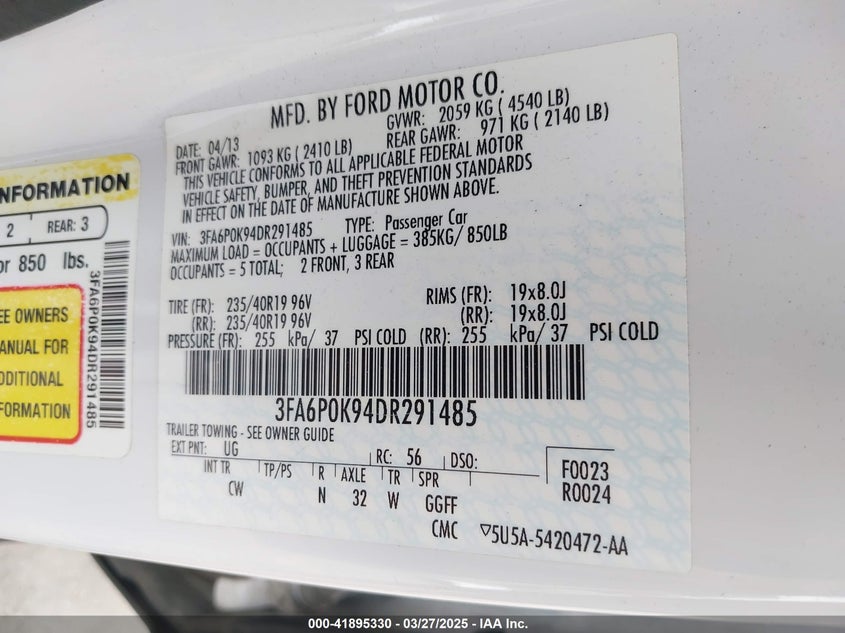 MFD. BY FORD MOTOR CO.
DATE: 04/13 GVWR: 2059 KG ( 4540 LB)
FRONT GAWR: 1093 KG ( 2410 LB) REAR GAWR: 971 KG ( 2140 LB)
THIS VEHICLE CONFORMS TO ALL APPLICABLE FEDERAL MOTOR
VEHICLE SAFETY, BUMPER, AND THEFT PREVENTION STANDARDS
IN EFFECT ON THE DATE OF MANUFACTURE SHOWN ABOVE.
VIN: 3FA6P0K94DR291485 TYPE: Passenger Car
MAXIMUM LOAD = OCCUPANTS + LUGGAGE = 385KG/ 850LB
OCCUPANTS = 5 TOTAL; 2 FRONT, 3 REAR
TIRE (FR): 235/40R19 96V RIMS (FR): 19x8.0J
(RR): 235/40R19 96V (RR): 19x8.0J
PRESSURE (FR): 255 kPa/ 37 PSI COLD (RR): 255 kPa/ 37 PSI COLD
3FA6P0K94DR291485
TRAILER TOWING - SEE OWNER GUIDE
EXT PNT: UG RC: 56 DSO:
INT TR TP/PS R AXLE TR SPR F0023
CW N 32 W GGFF R0024
CMC ▽5U5A-5420472-AA
INFORMATION
2 REAR: 3
or 850 lbs.
EE OWNERS
ANUAL FOR
DDITIONAL
FORMATION
3FA6P0K94DR291485
000-41895330 - 03/27/2025 - IAA Inc.